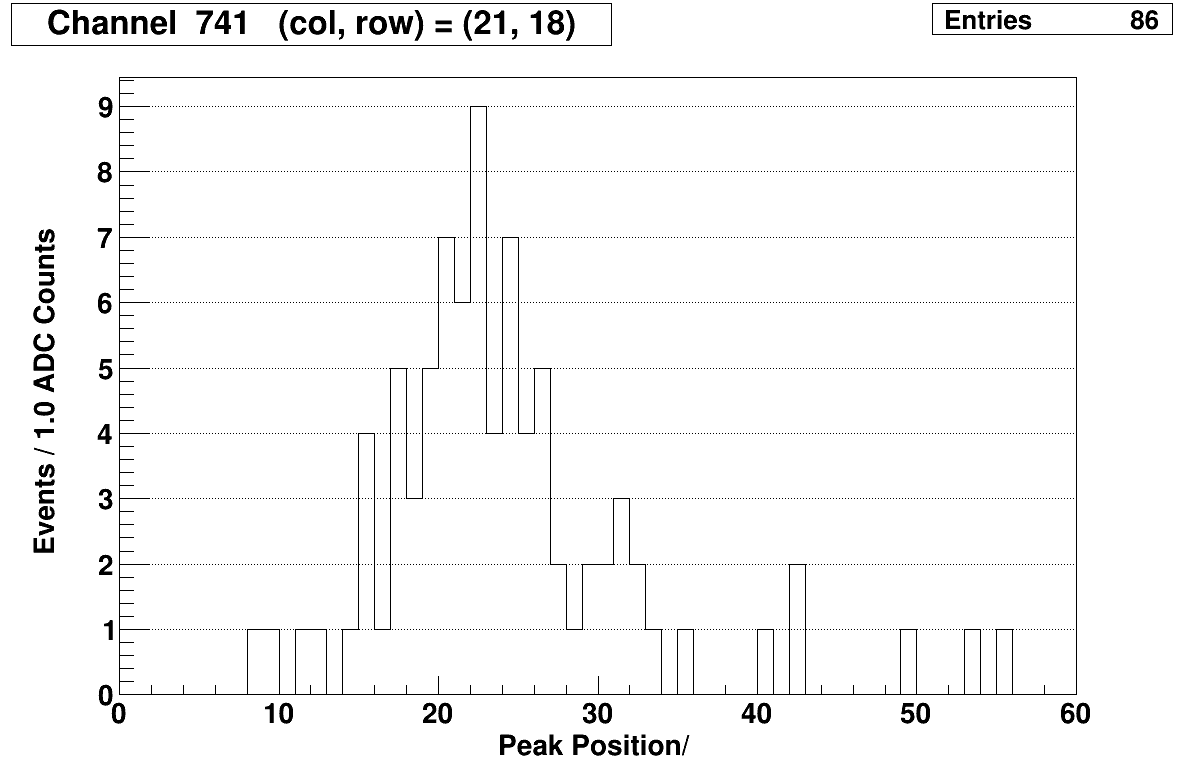 Channel  741   (col, row) = (21, 18)
Entries 86
Events / 1.0 ADC Counts
9
8
7
6
5
4
3
2
1
0
0 10 20 30 40 50 60
Peak Position/